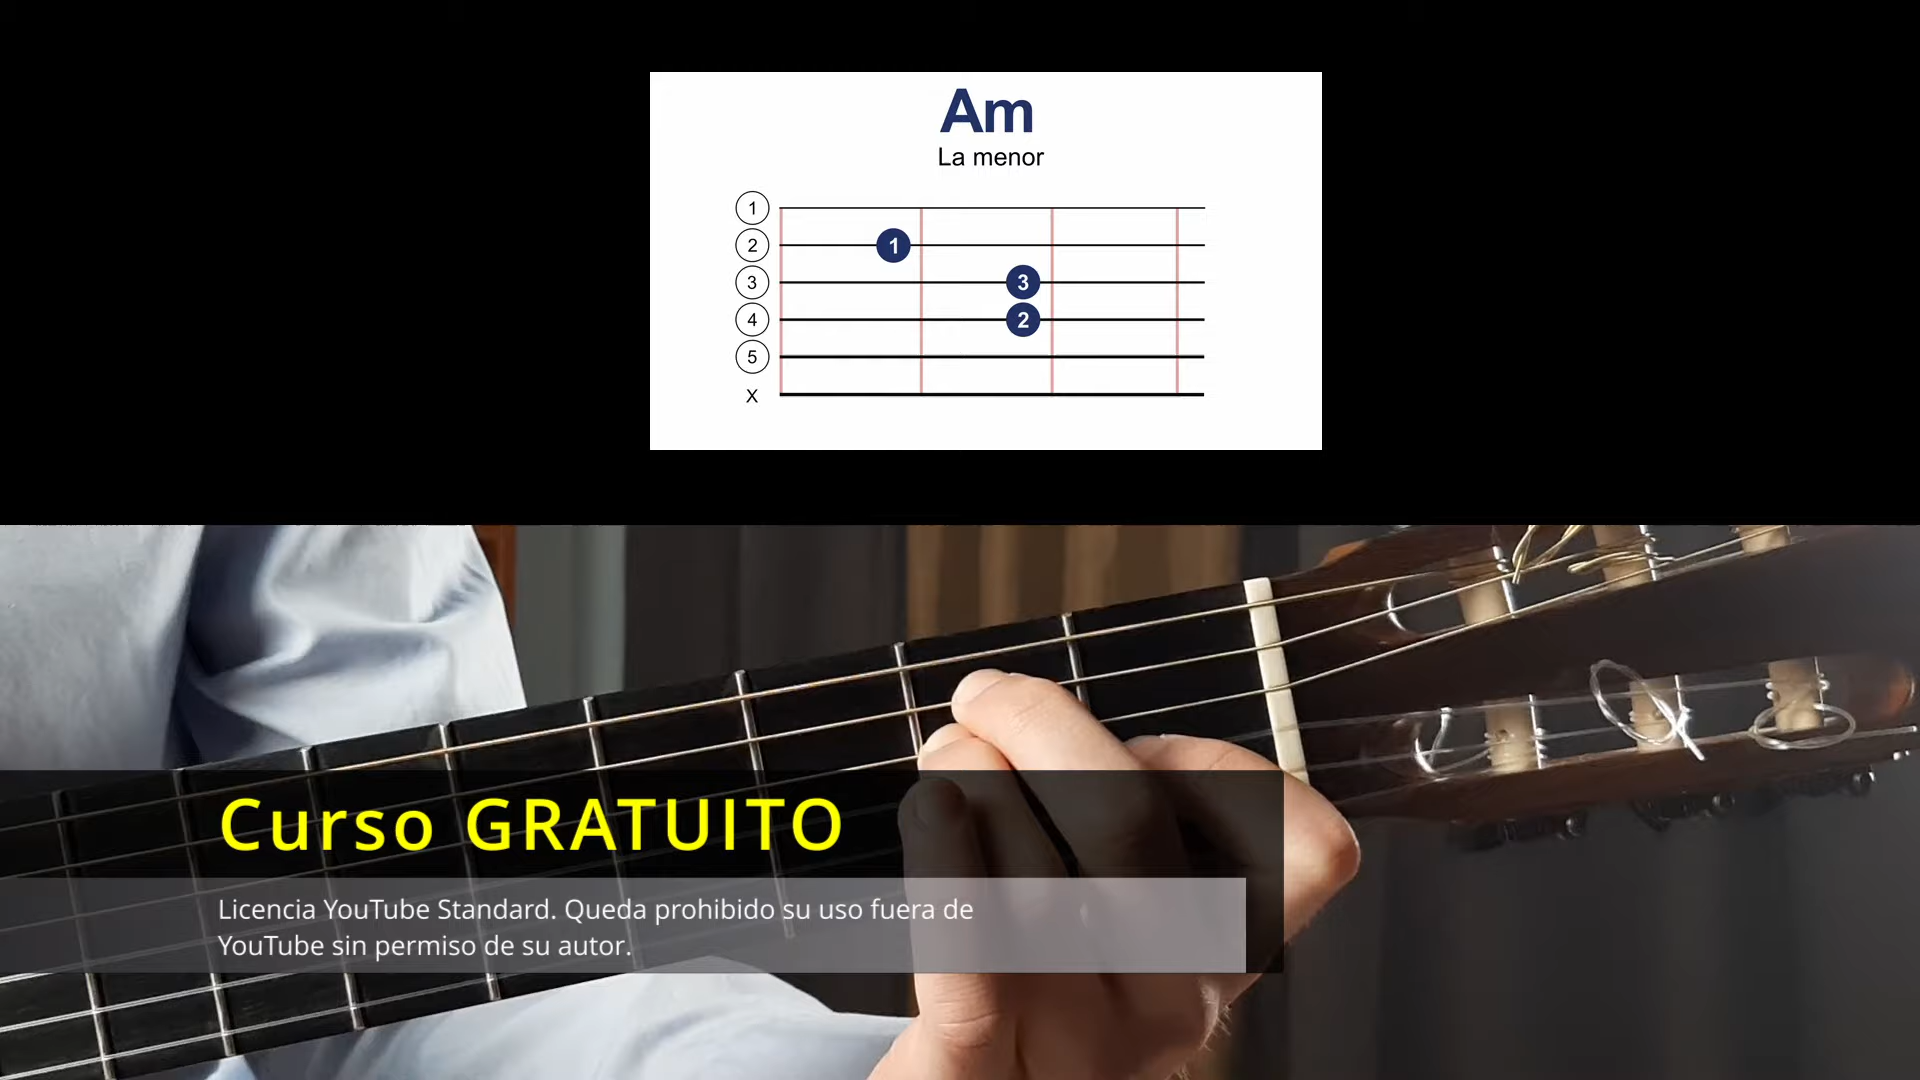 Am
La menor
1
2 1
3 3
4 2
5
X
Curso GRATUITO
Licencia YouTube Standard. Queda prohibido su uso fuera de
YouTube sin permiso de su autor.